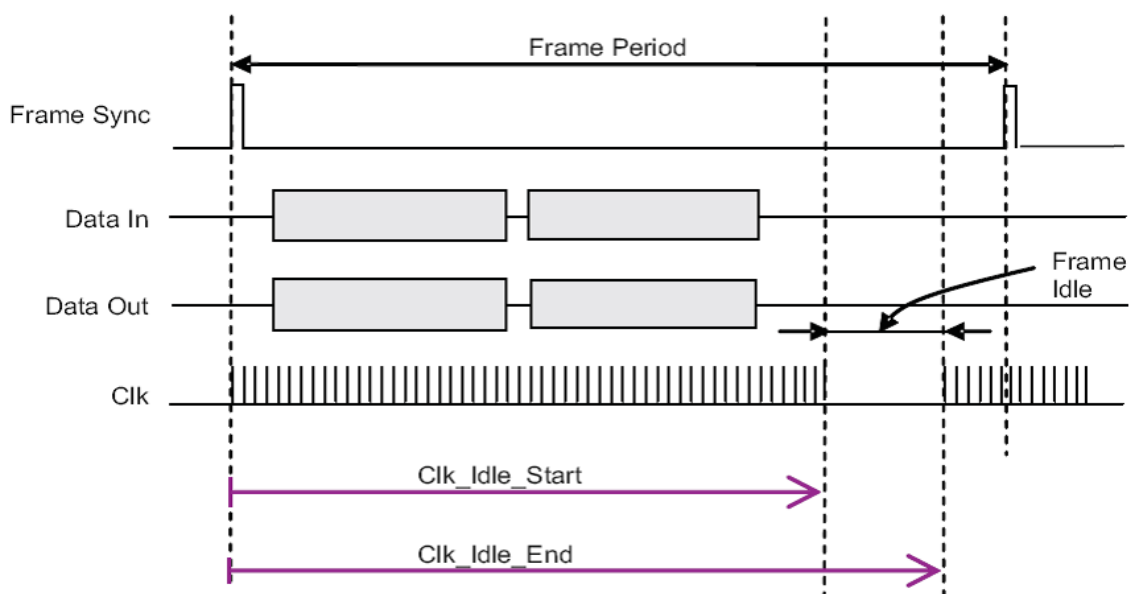 Frame Period
Frame Sync
Data In
Frame
Idle
Data Out
Clk
Clk_Idle_Start
Clk_Idle_End